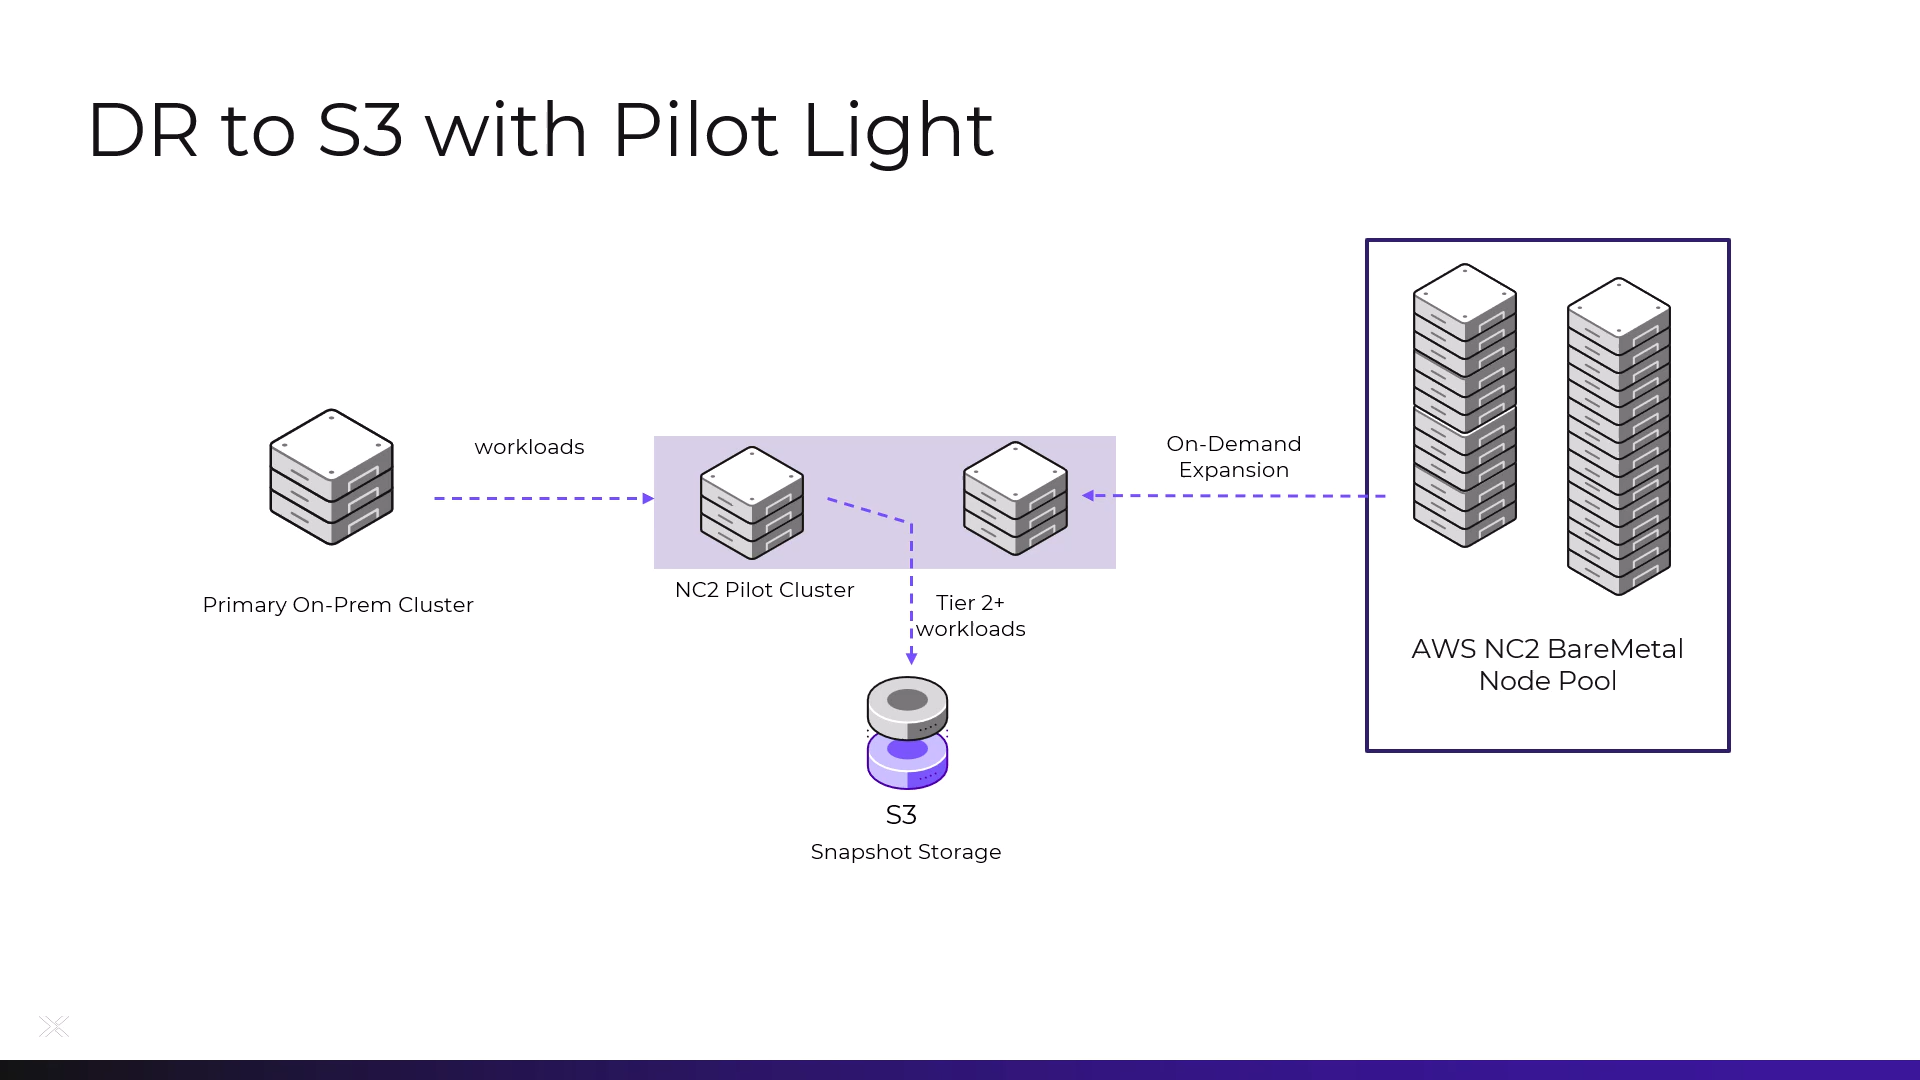 DR to S3 with Pilot Light
workloads
On-Demand
Expansion
NC2 Pilot Cluster
Primary On-Prem Cluster
Tier 2+
workloads
AWS NC2 BareMetal
Node Pool
S3
Snapshot Storage